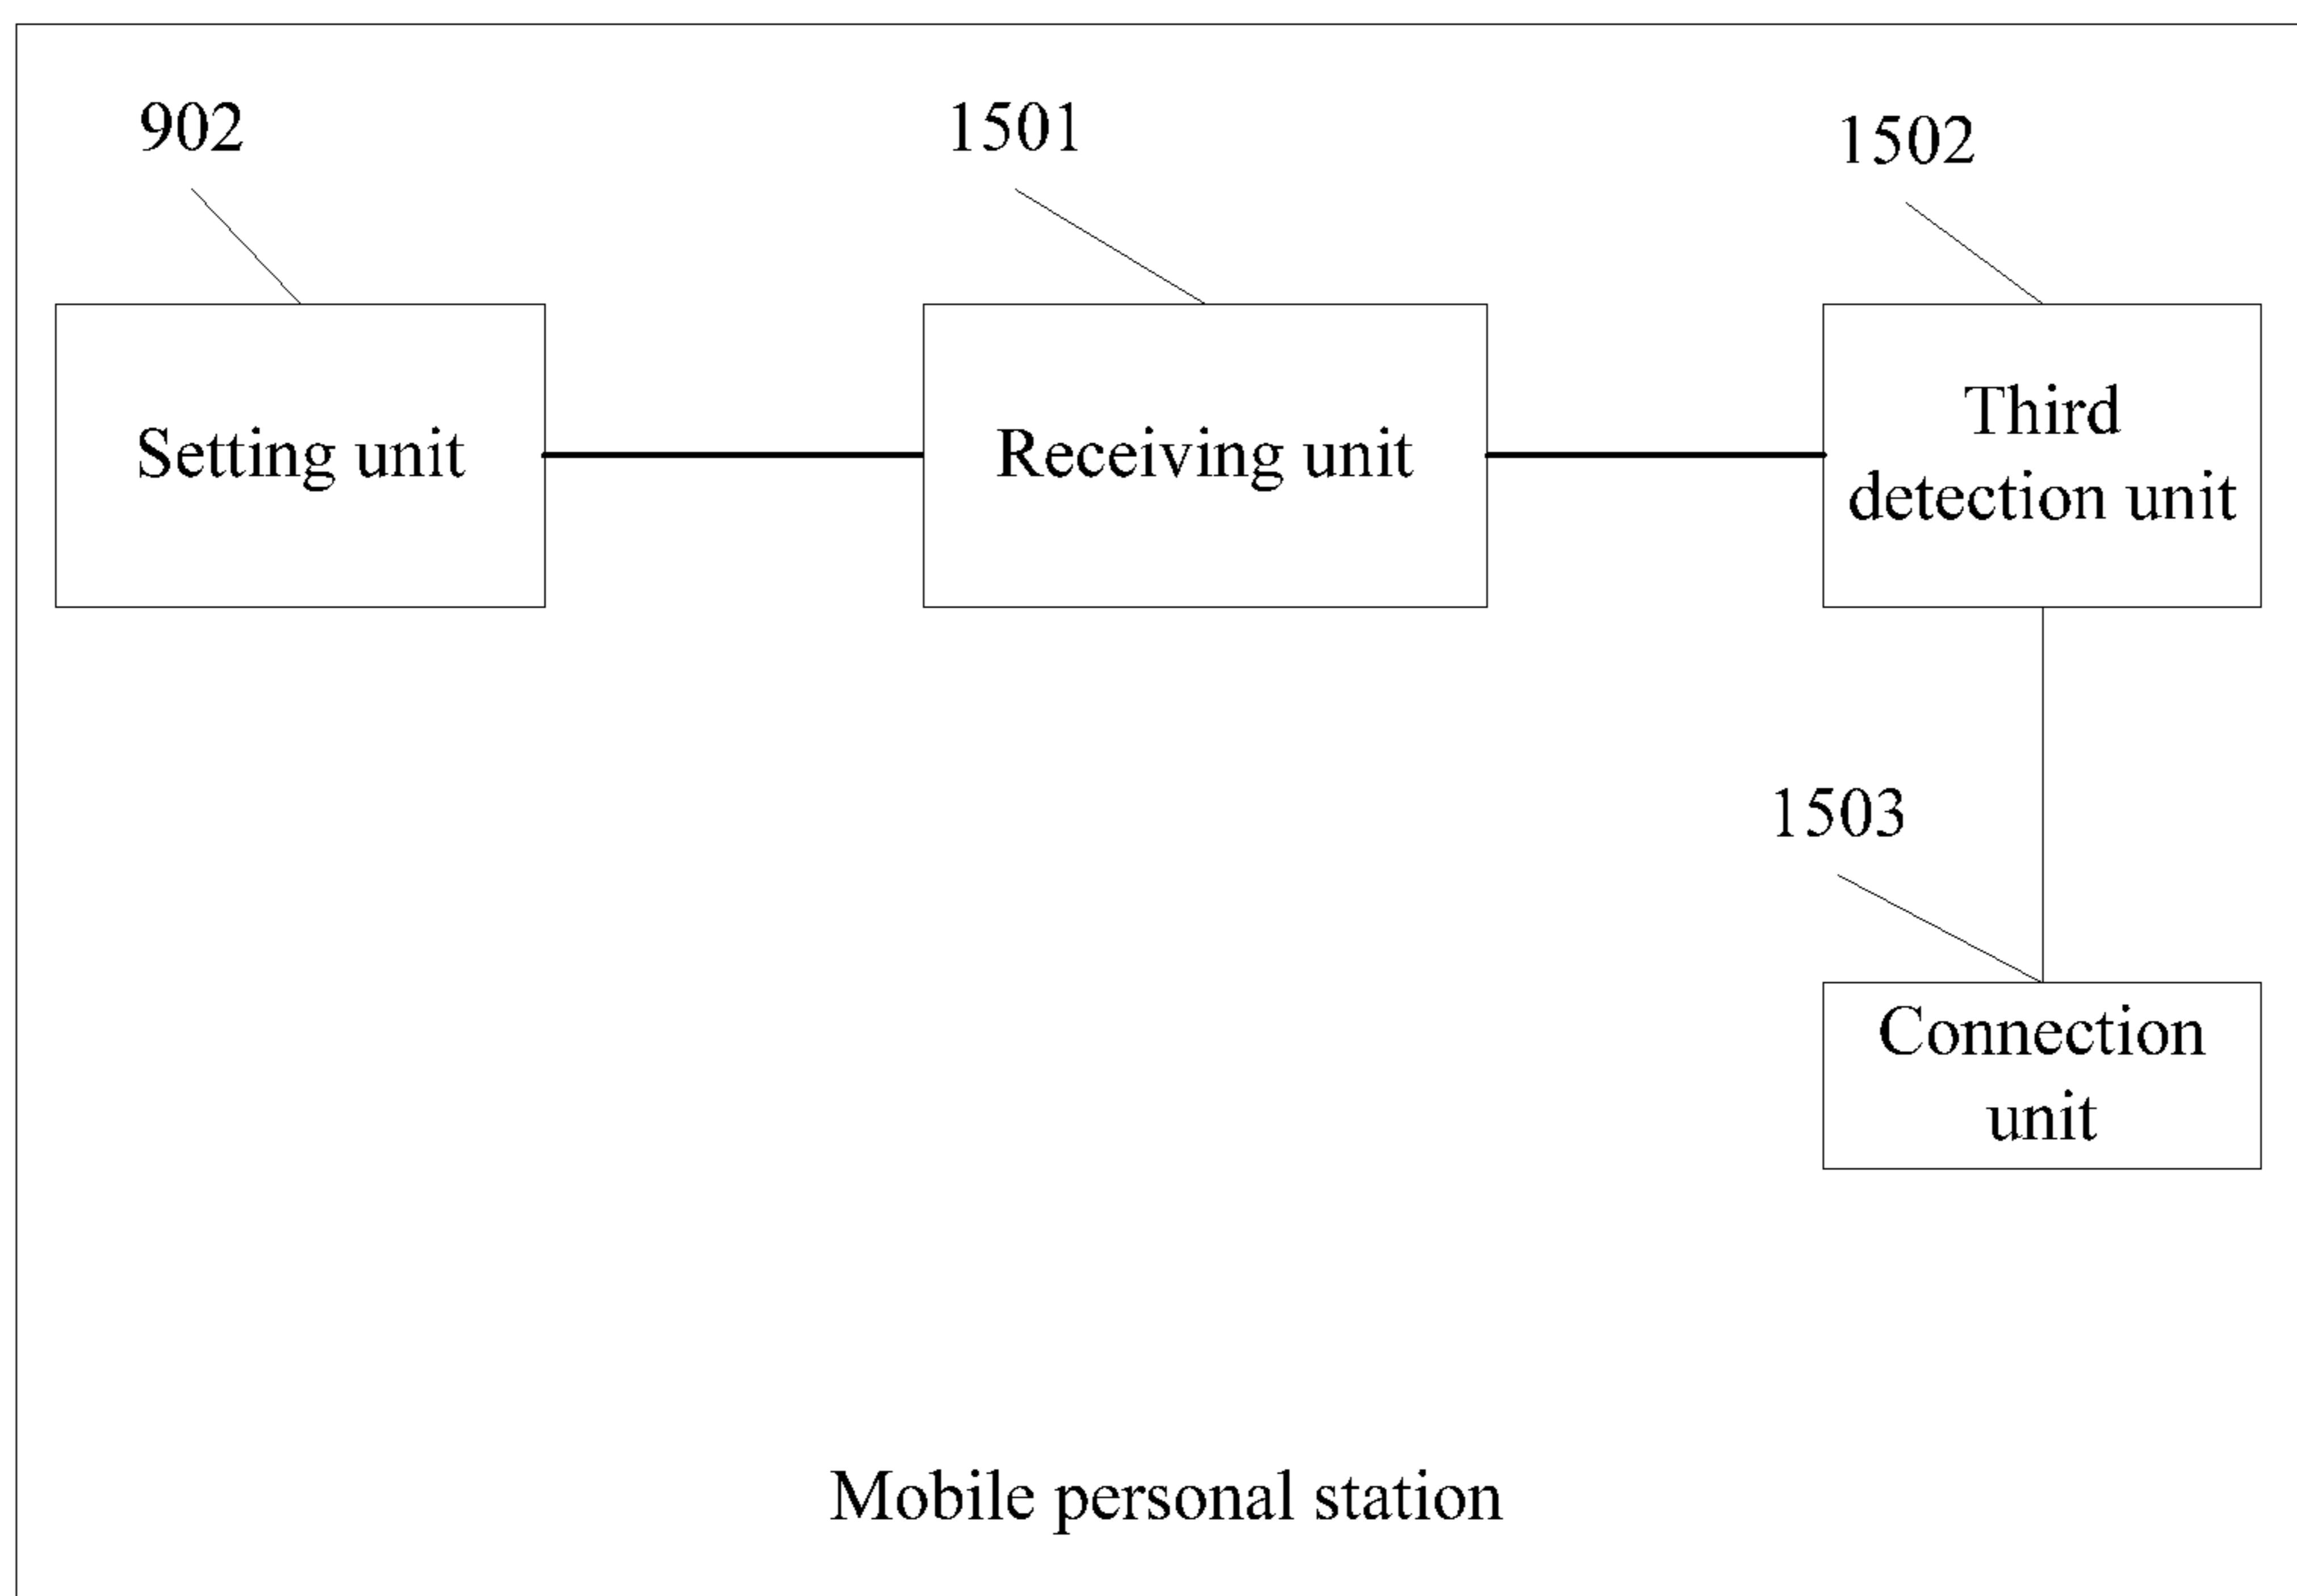 902
1501
1502
Setting unit
Receiving unit
Third
detection unit
1503
Connection
unit
Mobile personal station